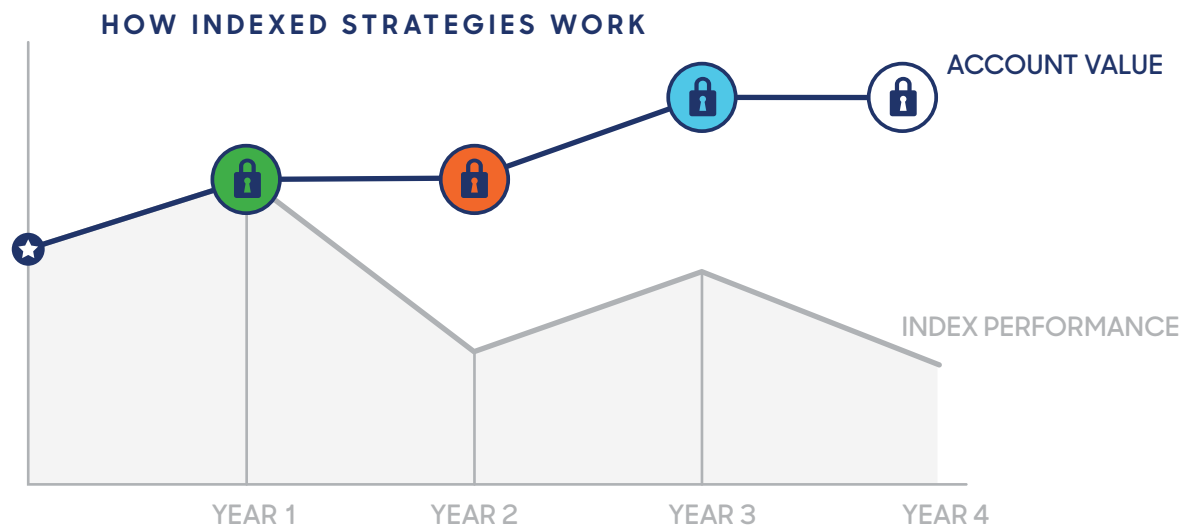 HOW INDEXED STRATEGIES WORK
ACCOUNT VALUE
INDEX PERFORMANCE
YEAR 1
YEAR 2
YEAR 3
YEAR 4